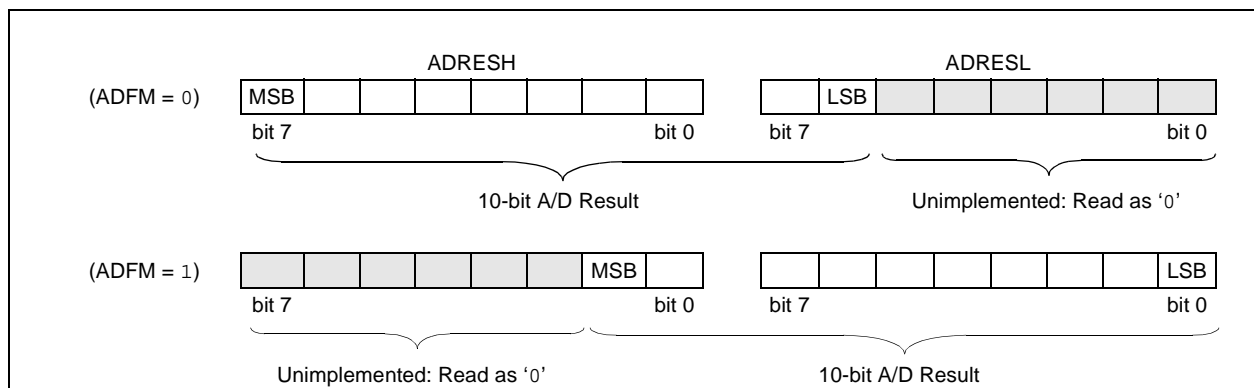 ADRESH ADRESL
(ADFM = 0) MSB LSB
bit 7 bit 0 bit 7 bit 0
10-bit A/D Result Unimplemented: Read as ‘0’
(ADFM = 1) MSB LSB
bit 7 bit 0 bit 7 bit 0
Unimplemented: Read as ‘0’ 10-bit A/D Result